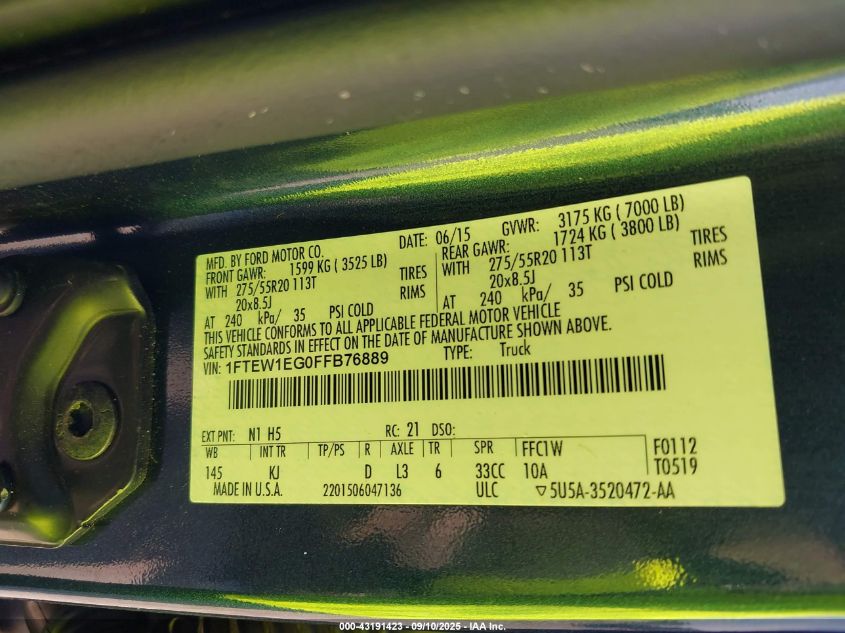 MFD. BY FORD MOTOR CO. DATE: 06/15 GVWR: 3175 KG ( 7000 LB)
FRONT GAWR: 1599 KG ( 3525 LB) REAR GAWR: 1724 KG ( 3800 LB)
WITH 275/55R20 113T TIRES WITH 275/55R20 113T TIRES
20x8.5J RIMS 20x8.5J RIMS
AT 240 kPa/ 35 PSI COLD AT 240 kPa/ 35 PSI COLD
THIS VEHICLE CONFORMS TO ALL APPLICABLE FEDERAL MOTOR VEHICLE
SAFETY STANDARDS IN EFFECT ON THE DATE OF MANUFACTURE SHOWN ABOVE.
VIN: 1FTEW1EG0FFB76889 TYPE: Truck
EXT PNT: N1 H5 RC: 21 DSO:
WB INT TR TP/PS R AXLE TR SPR FFC1W F0112
145 KJ D L3 6 33CC 10A T0519
MADE IN U.S.A. 2201506047136 ULC ▽5U5A-3520472-AA
000-43191423 - 09/10/2025 - IAA Inc.